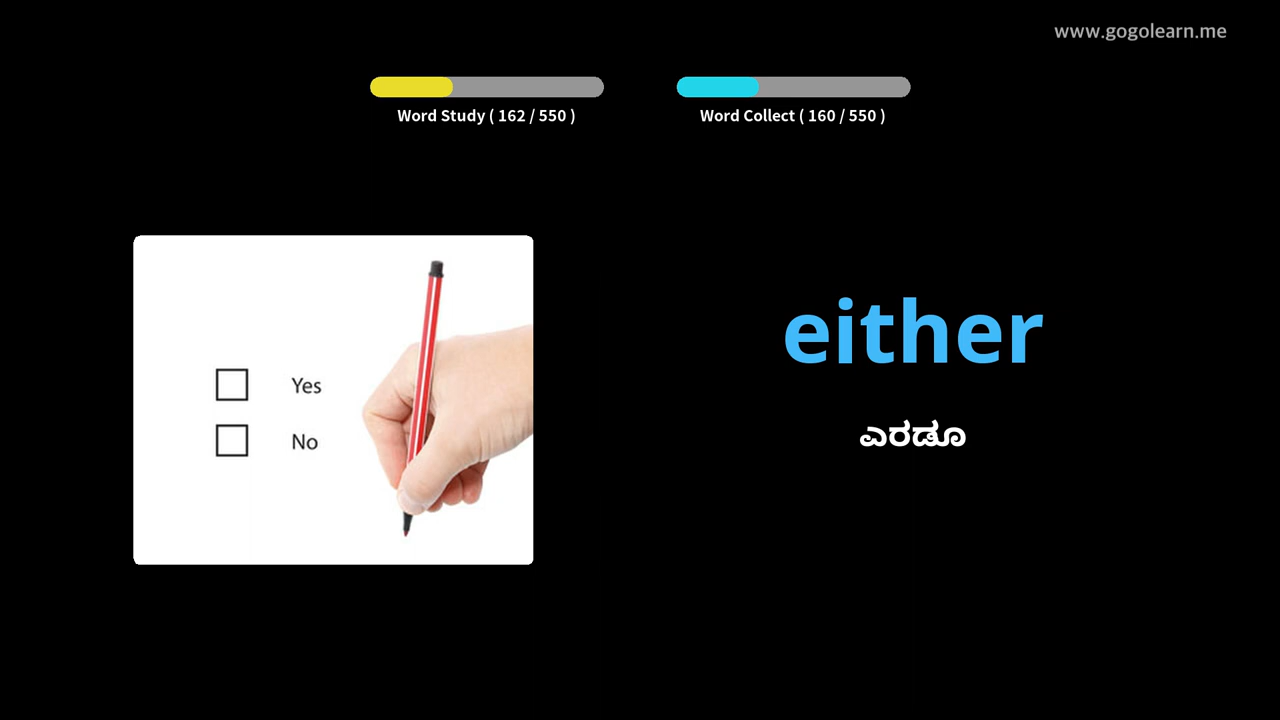 www.gogolearn.me
Word Study ( 162 / 550 )
Word Collect ( 160 / 550 )
Yes
No
either
ಎರಡೂ